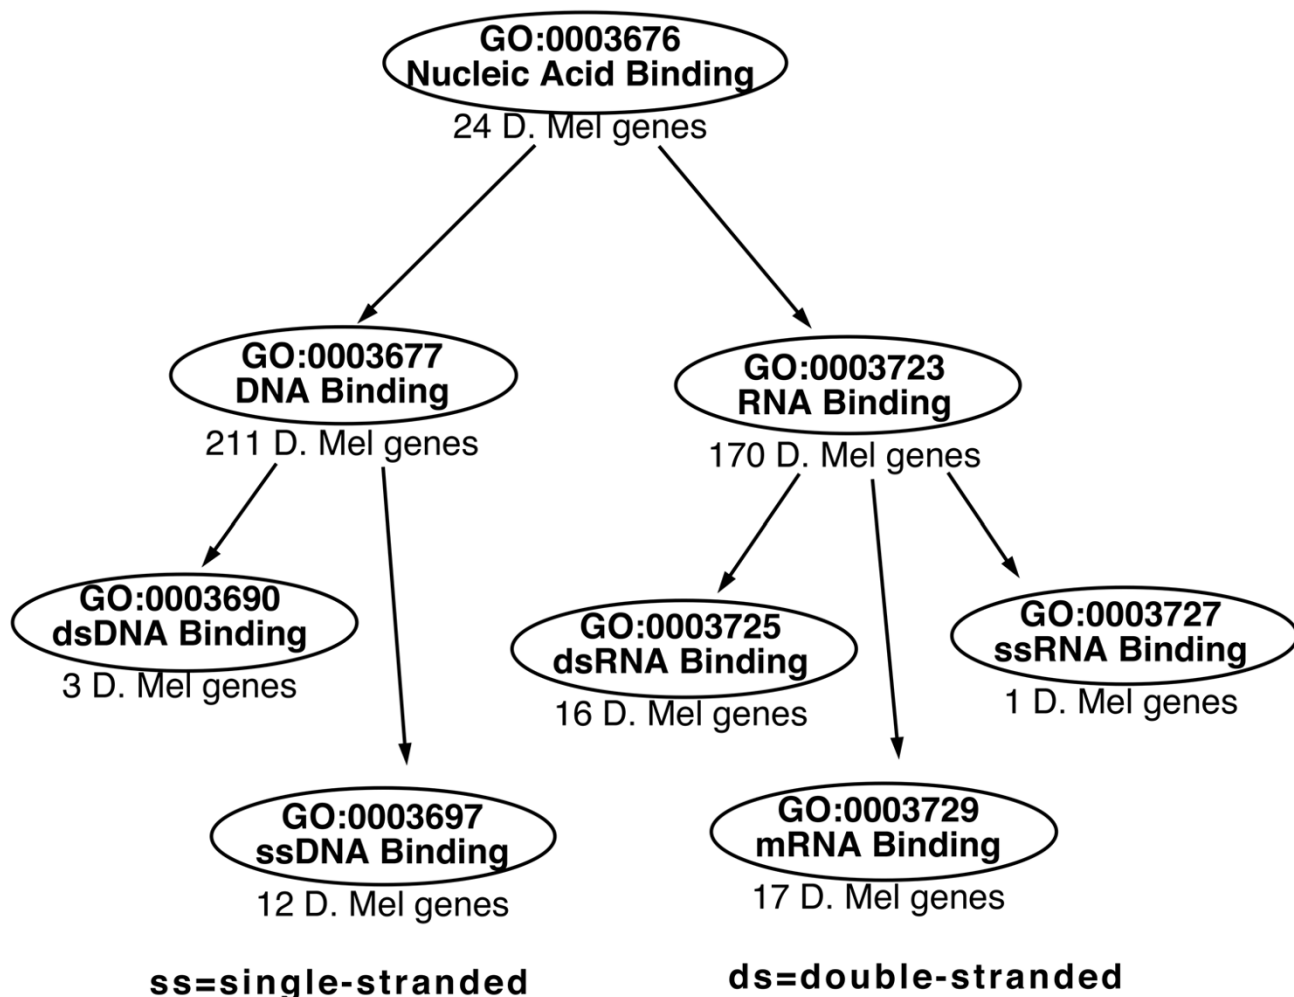 GO:0003676
Nucleic Acid Binding
24 D. Mel genes
GO:0003677
DNA Binding
211 D. Mel genes
GO:0003723
RNA Binding
170 D. Mel genes
GO:0003690
dsDNA Binding
3 D. Mel genes
GO:0003725
dsRNA Binding
16 D. Mel genes
GO:0003727
ssRNA Binding
1 D. Mel genes
GO:0003697
ssDNA Binding
12 D. Mel genes
GO:0003729
mRNA Binding
17 D. Mel genes
ss=single-stranded
ds=double-stranded